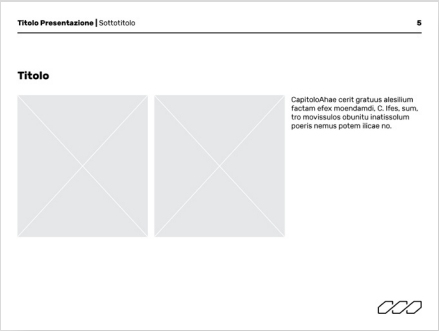 Titolo Presentazione | Sottotitolo
5
Titolo
CapitoloAhae cerit gratuus alesilium
factam efex moendamdi, C. Ifes, sum,
tro movissulos obunitu inatissolum
poeris nemus potem ilicae no.